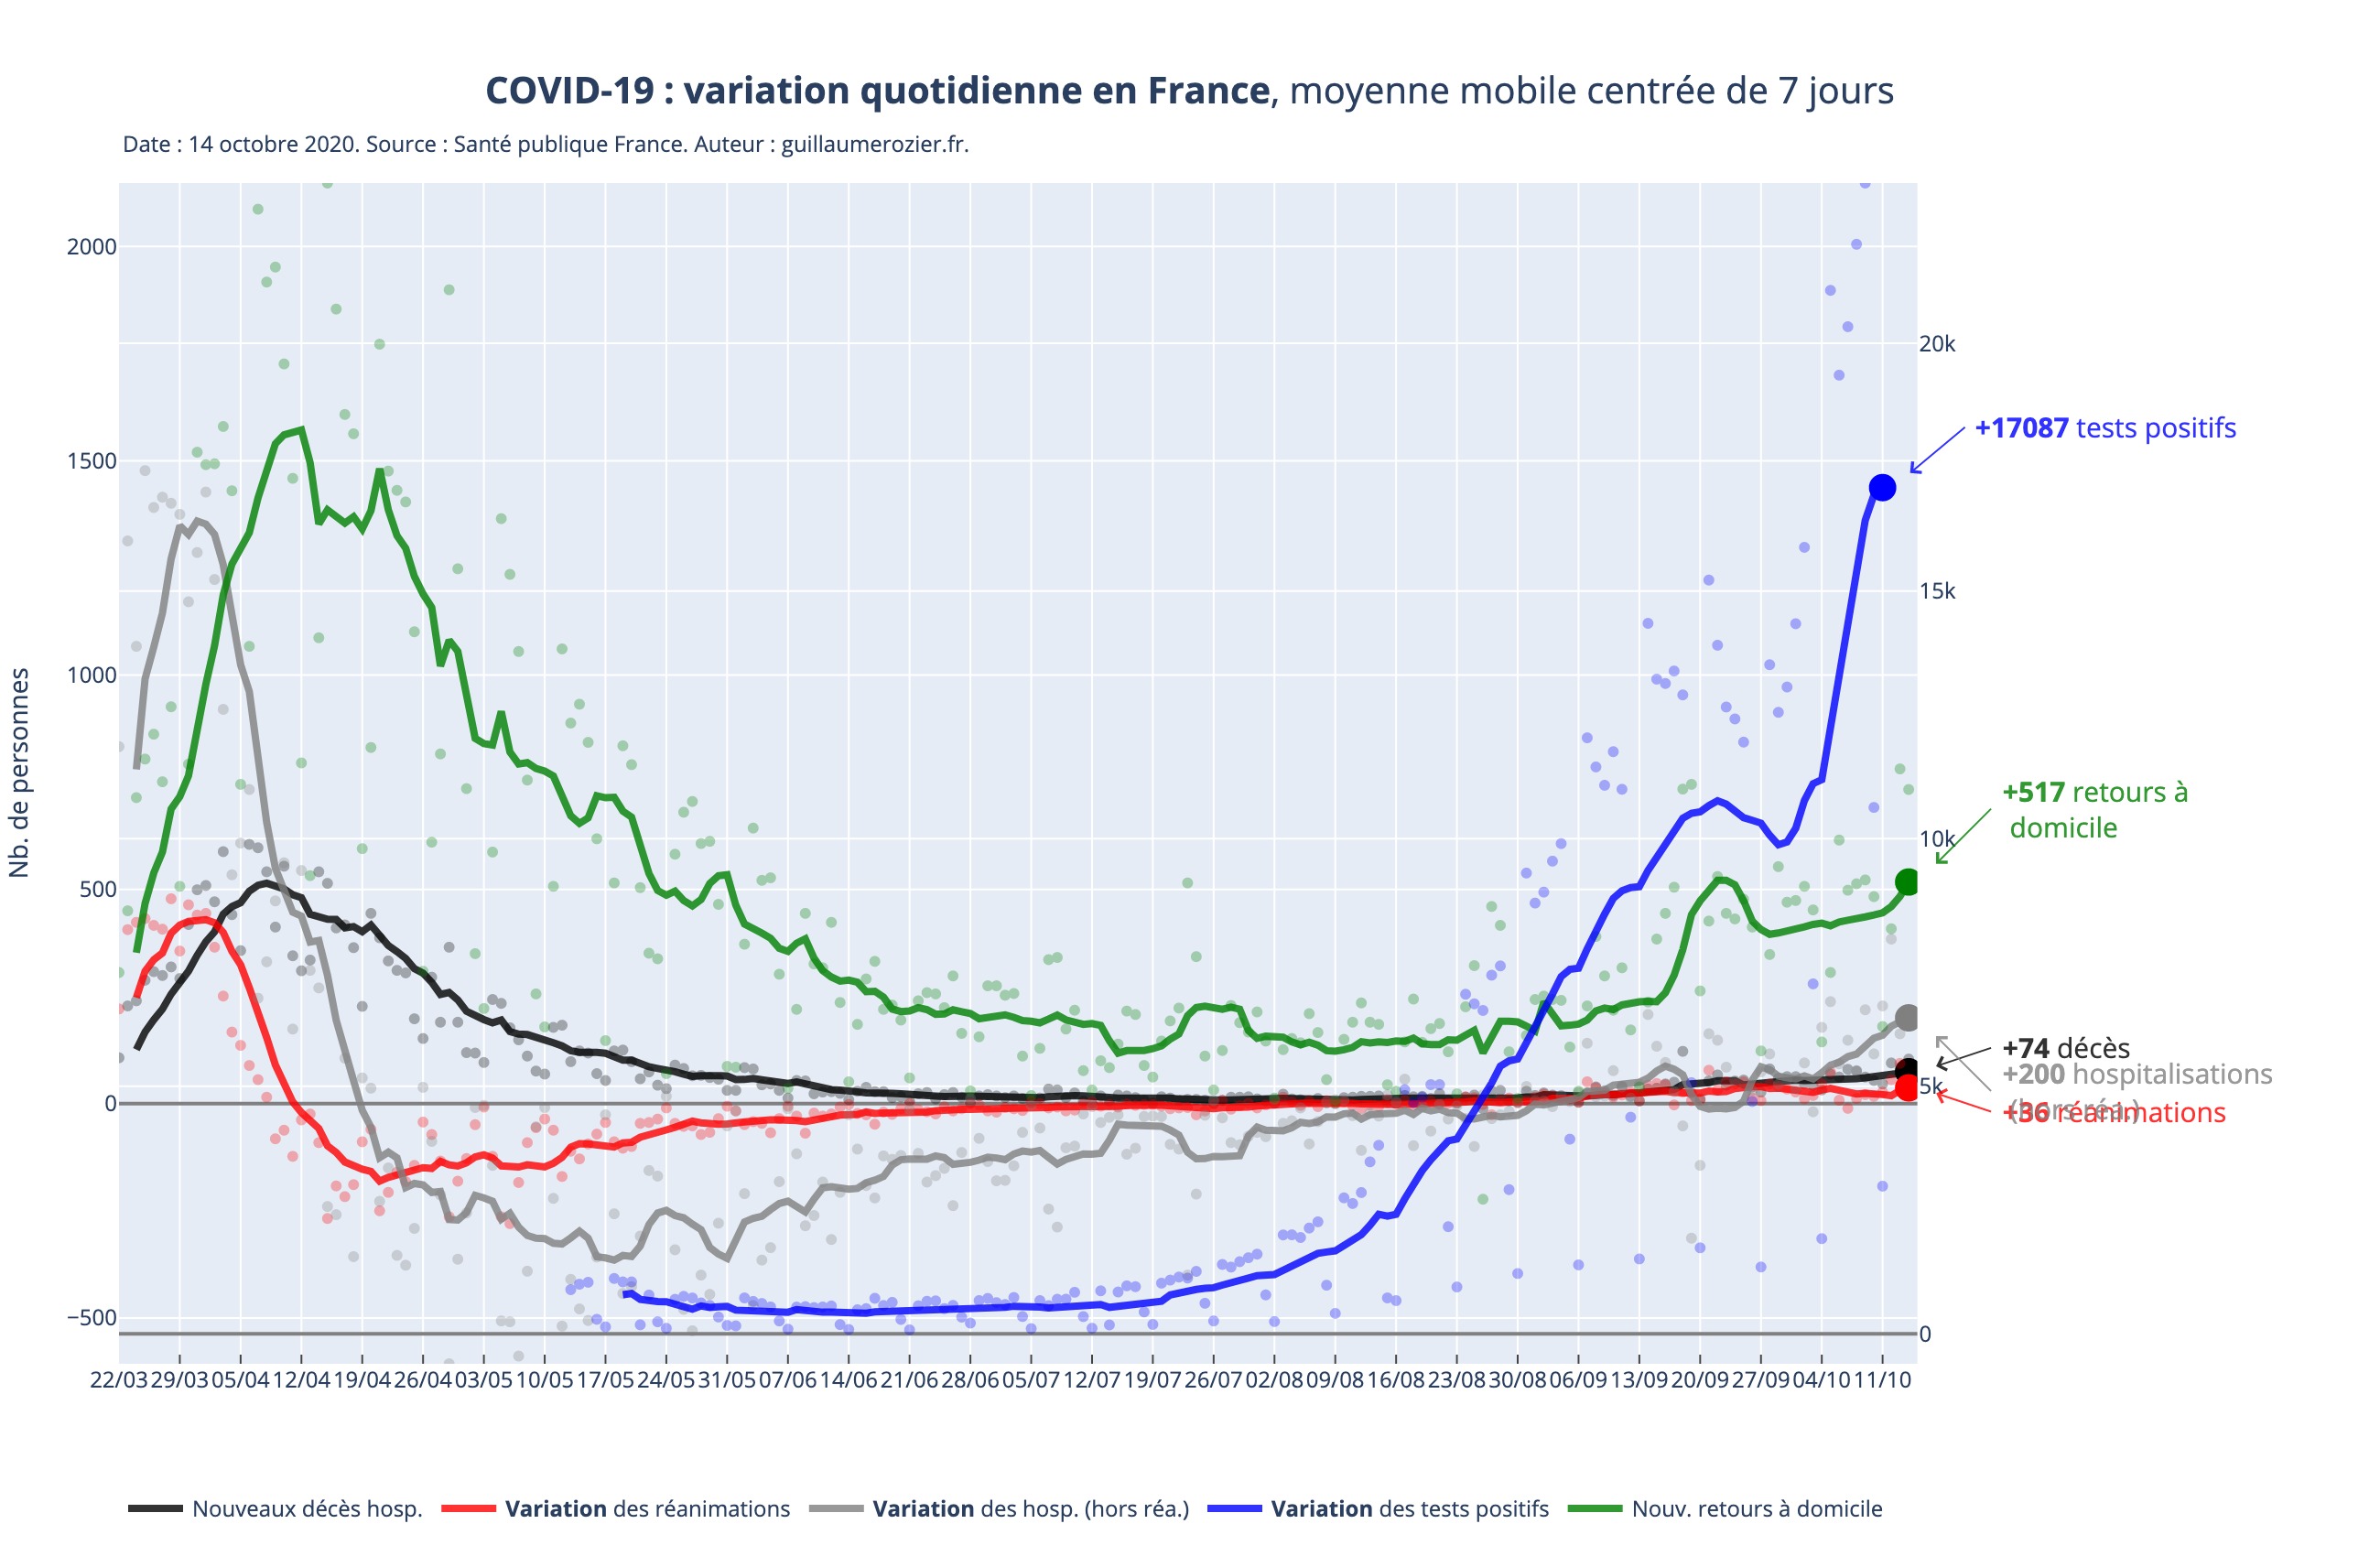 COVID-19 : variation quotidienne en France, moyenne mobile centrée de 7 jours
Date : 14 octobre 2020. Source : Santé publique France. Auteur : guillaumerozier.fr.
Nb. de personnes
2000
1500
1000
500
0
−500
20k
15k
10k
5k
0
+17087 tests positifs
+517 retours à
domicile
+74 décès
+200 hospitalisations
(hors réa.)
+36 réanimations
22/03 29/03 05/04 12/04 19/04 26/04 03/05 10/05 17/05 24/05 31/05 07/06 14/06 21/06 28/06 05/07 12/07 19/07 26/07 02/08 09/08 16/08 23/08 30/08 06/09 13/09 20/09 27/09 04/10 11/10
Nouveaux décès hosp. Variation des réanimations Variation des hosp. (hors réa.) Variation des tests positifs Nouv. retours à domicile